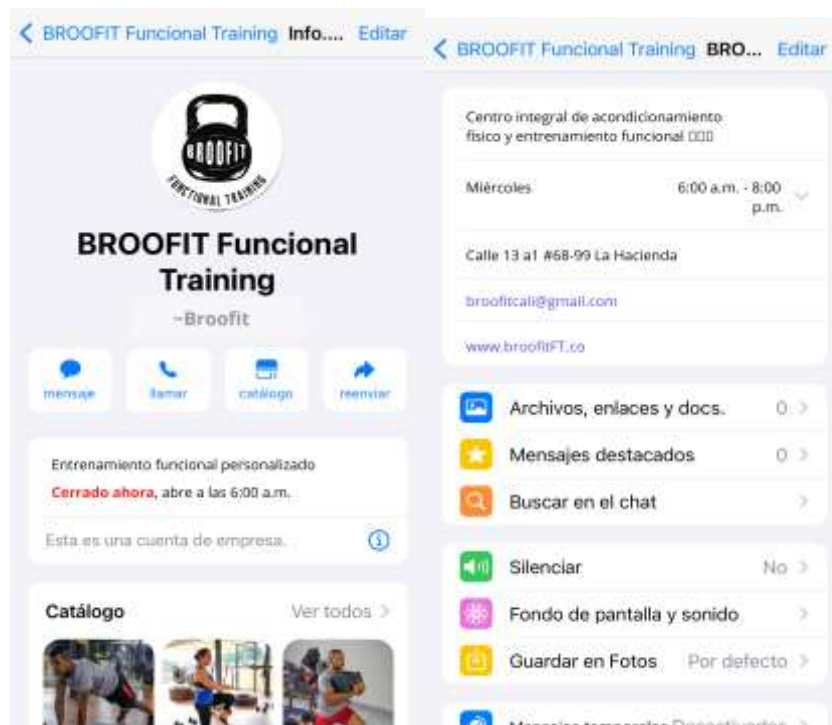 BROOFIT Funcional Training Info.... Editar
BROOFIT
FUNCTIONAL TRAINING
BROOFIT Funcional
Training
~Broofit
mensaje llamar catálogo reenviar
Entrenamiento funcional personalizado
Cerrado ahora, abre a las 6:00 a.m.
Esta es una cuenta de empresa.
Catálogo Ver todos
BROOFIT Funcional Training BRO... Editar
Centro integral de acondicionamiento
físico y entrenamiento funcional
Miércoles 6:00 a.m. - 8:00
p.m.
Calle 13 a1 #68-99 La Hacienda
broofitcali@gmail.com
www.broofitFT.co
Archivos, enlaces y docs. 0
Mensajes destacados 0
Buscar en el chat
Silenciar No
Fondo de pantalla y sonido
Guardar en Fotos Por defecto
Mensajes temporales Desactivados